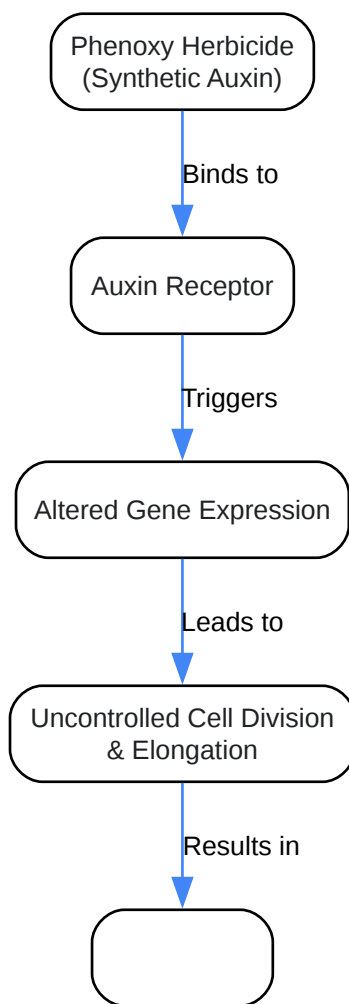 Phenoxy Herbicide
(Synthetic Auxin)
Binds to
Auxin Receptor
Triggers
Altered Gene Expression
Leads to
Uncontrolled Cell Division
& Elongation
Results in